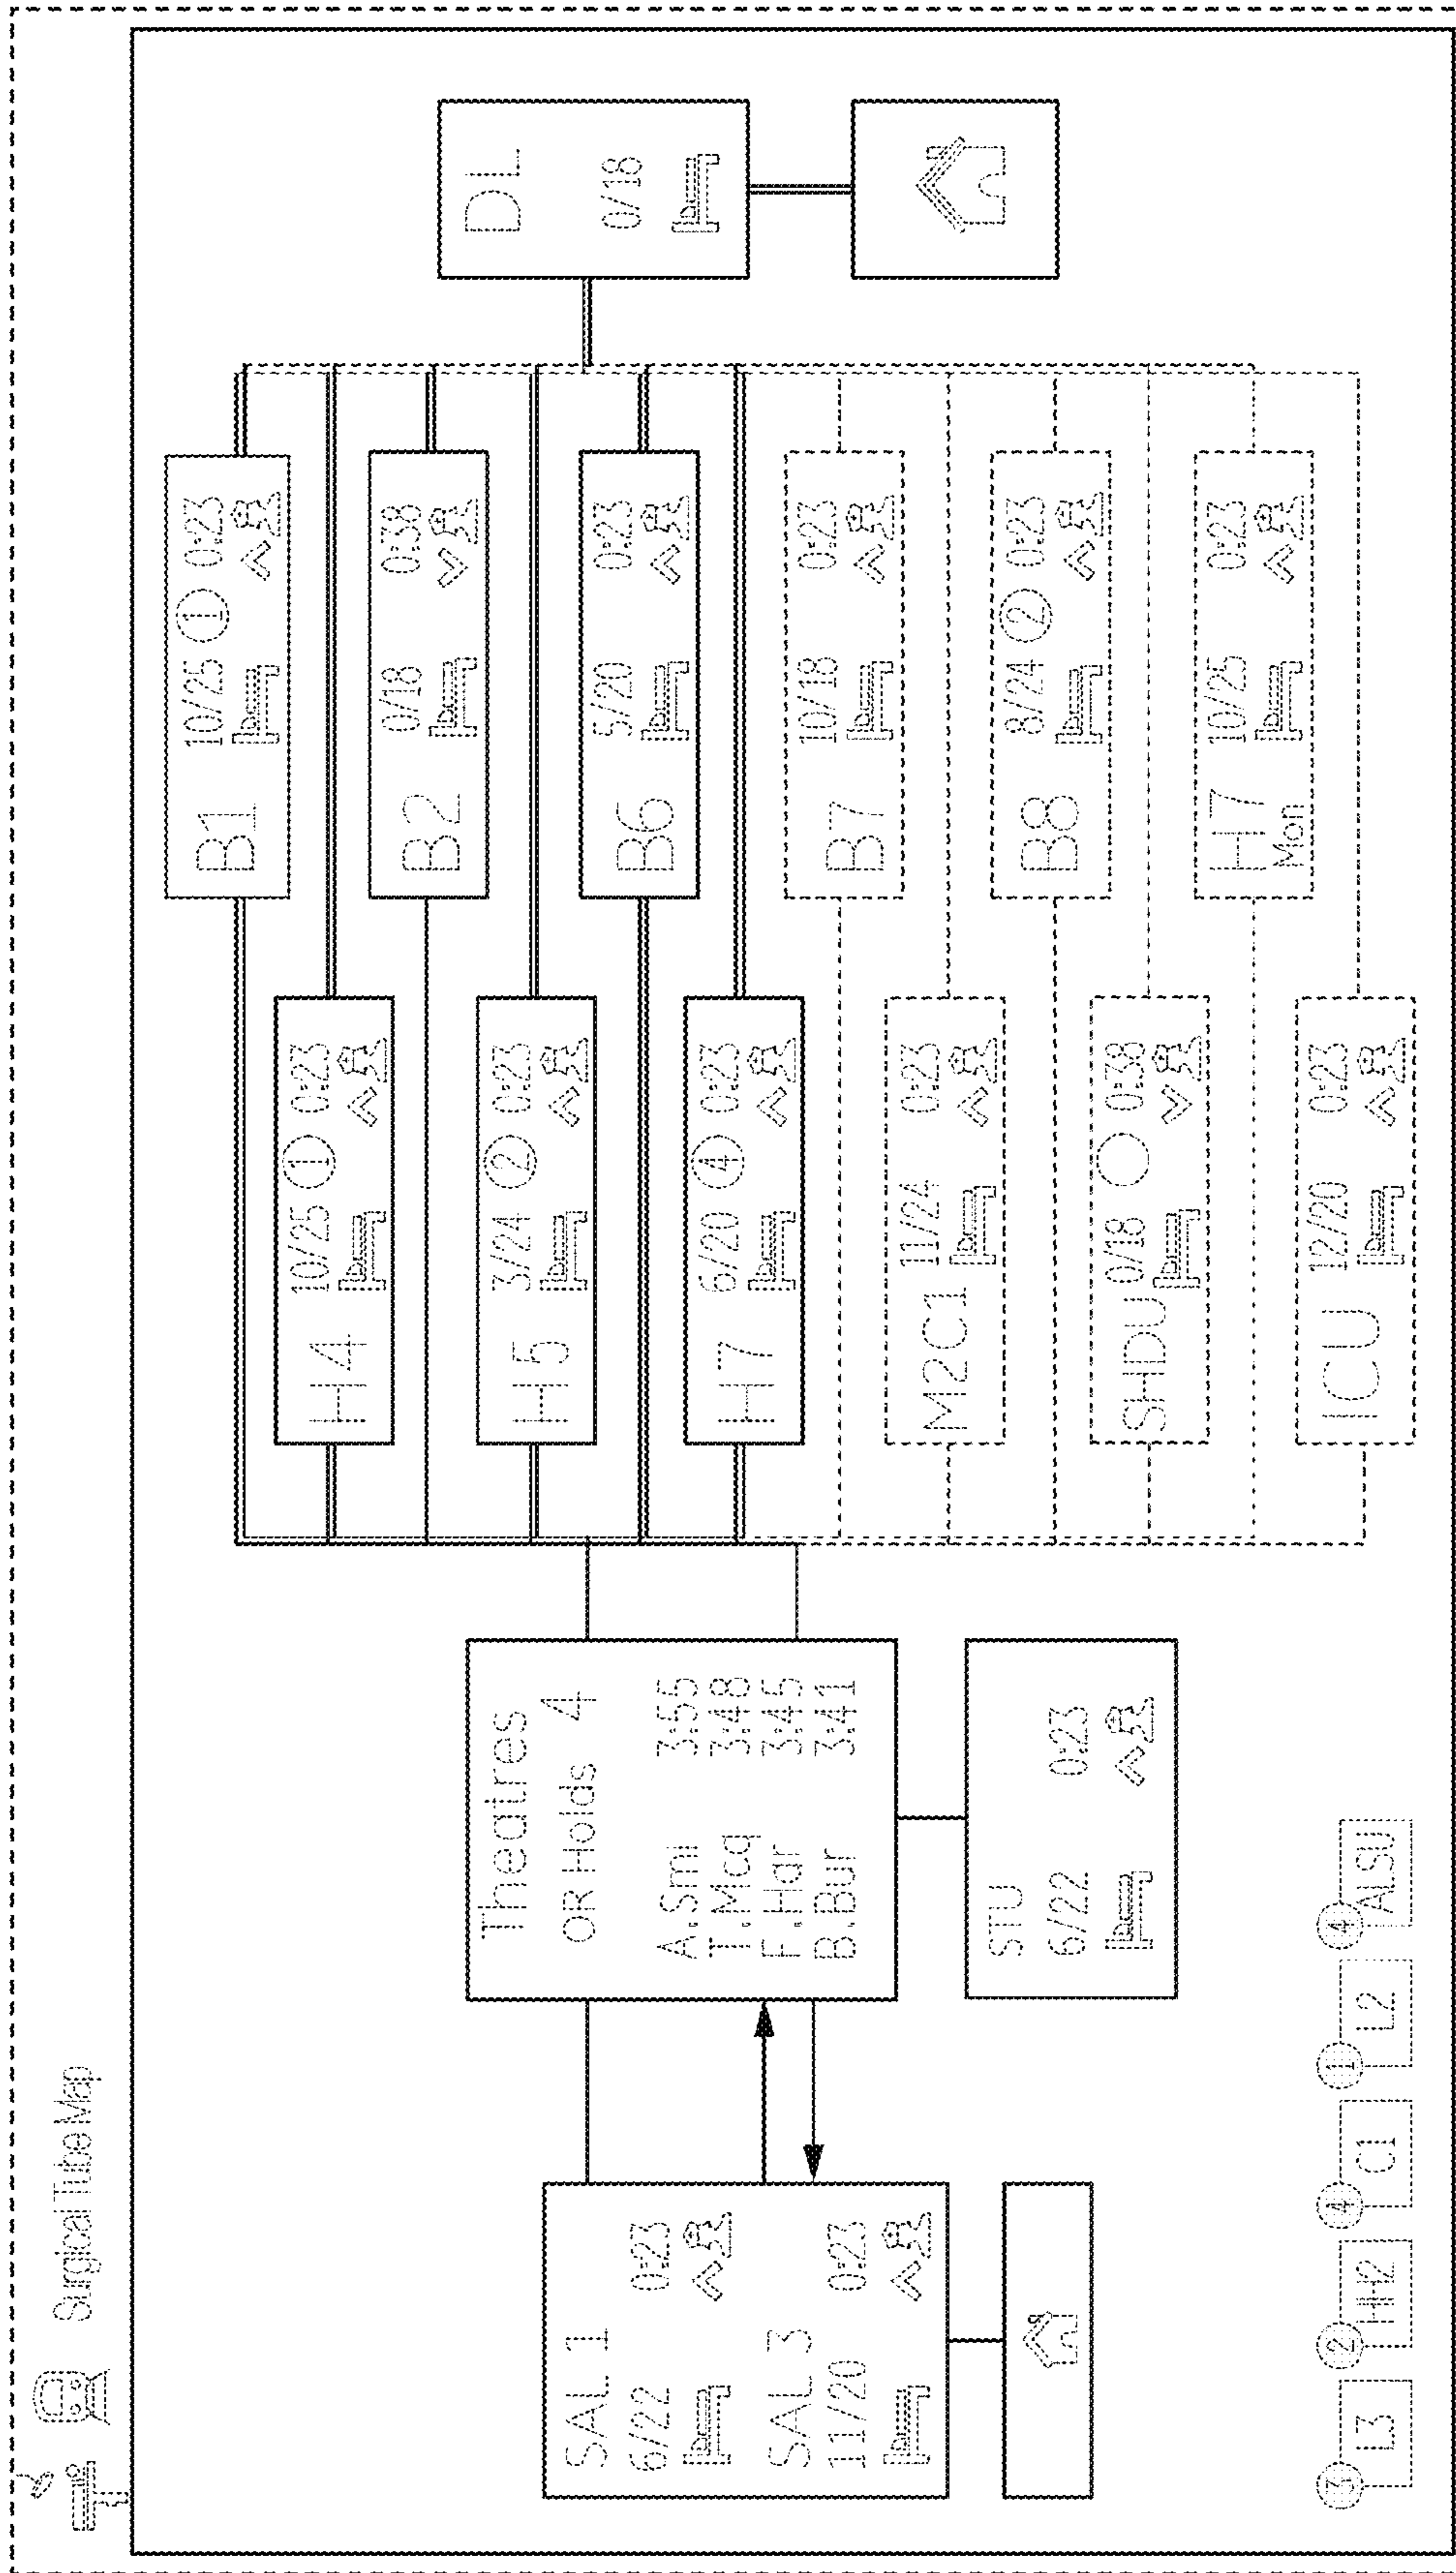 Surgical Tube Map
SAL 1
6/22 0:23
SAL 3
11/20 0:23
Theatres
OR Holds 4
A.Smi 3:55
T.Mcq 3:48
F.Har 3:45
B.Bur 3:41
STU
6/22 0:23
B1 10/25 1 0:23
H4 10/25 1 0:23
B2 0/18 0:38
H5 3/24 2 0:23
B6 5/20 0:23
H7 6/20 4 0:23
B7 10/18 0:23
M2C1 11/24 0:23
B8 8/24 2 0:23
SHDU 0/18 0:38
H7 10/25 0:23
Mon
ICU 12/20 0:23
DL
0/18
3 L3
2 HH2
4 C1
1 L2
4 ALSU